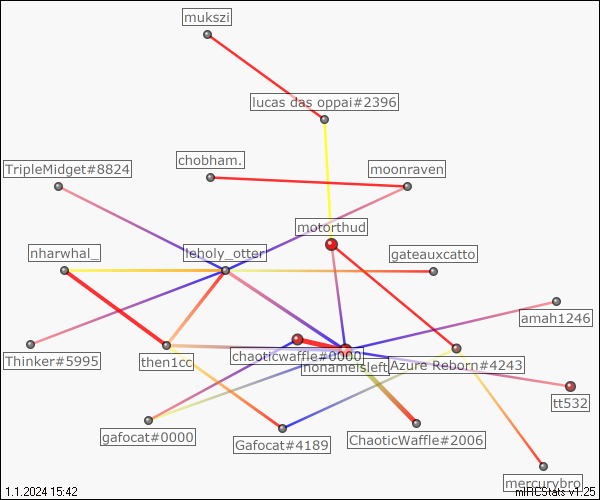 mukszi
lucas das oppai#2396
chobham.
TripleMidget#8824
moonraven
motorthud
nharwhal_
leholy_otter
gateauxcatto
amah1246
Thinker#5995
then1cc
chaoticwaffle#0000
nonameisleft
Azure Reborn#4243
tt532
gafocat#0000
Gafocat#4189
ChaoticWaffle#2006
mercurybro
1.1.2024 15:42
mIRCStats v1.25